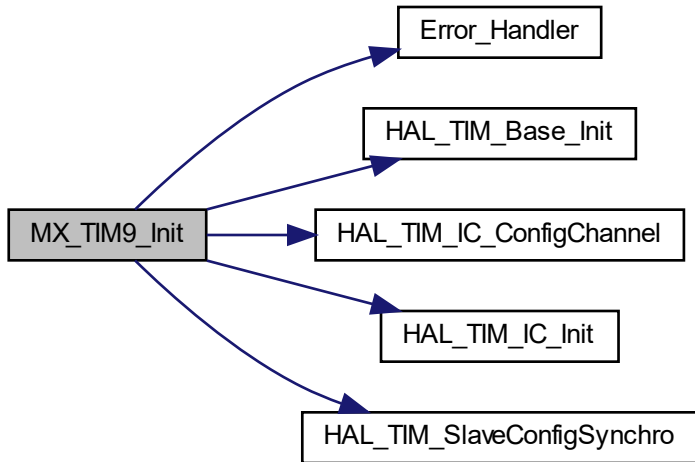 Error_Handler
HAL_TIM_Base_Init
MX_TIM9_Init
HAL_TIM_IC_ConfigChannel
HAL_TIM_IC_Init
HAL_TIM_SlaveConfigSynchro